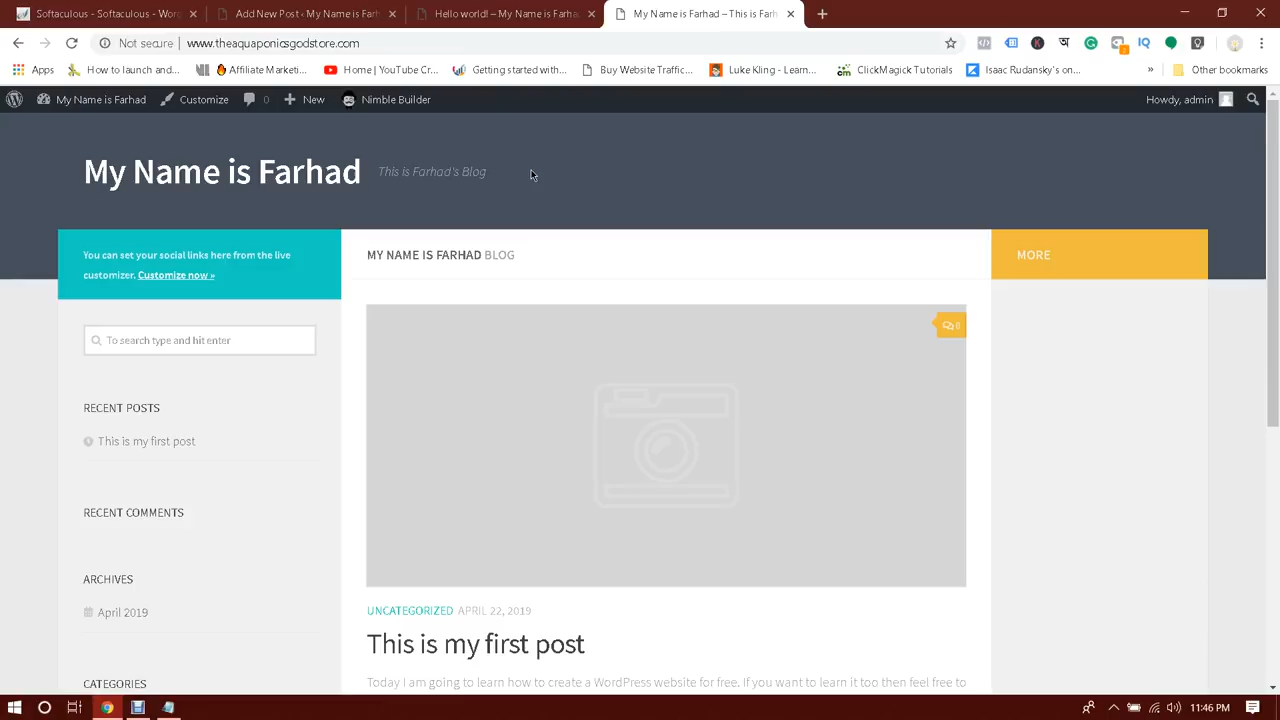 Softaculous - Softaculous - Wor
Add New Post ‹ My Name is Farh
Hello world! – My Name is Farha
My Name is Farhad – This is Farh
Not secure | www.theaquaponicsgodstore.com
Apps
How to launch and...
Affiliate Marketi...
Home | YouTube Cr...
Getting started with...
Buy Website Traffic...
Luke Kling - Learn...
ClickMagick Tutorials
Isaac Rudansky's on...
»
Other bookmarks
My Name is Farhad
Customize
0
New
Nimble Builder
Howdy, admin
My Name is Farhad
This is Farhad's Blog
You can set your social links here from the live
customizer. Customize now »
MY NAME IS FARHAD BLOG
MORE
To search type and hit enter
0
RECENT POSTS
This is my first post
RECENT COMMENTS
ARCHIVES
April 2019
CATEGORIES
UNCATEGORIZED APRIL 22, 2019
This is my first post
Today I am going to learn how to create a WordPress website for free. If you want to learn it too then feel free to
11:46 PM